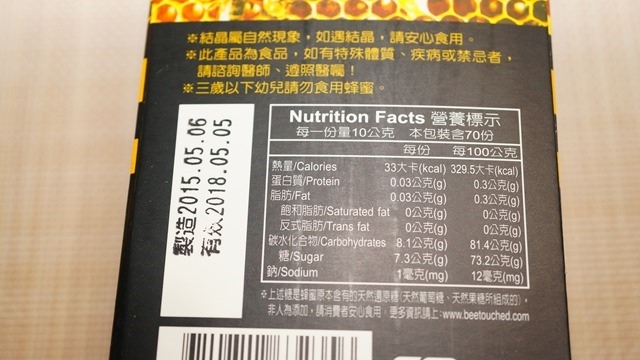 ※結晶屬自然現象，如遇結晶，請安心食用。
※此產品為食品，如有特殊體質、疾病或禁忌者，
請諮詢醫師、遵照醫囑！
※三歲以下幼兒請勿食用蜂蜜。
製造2015.05.06
有效2018.05.05
Nutrition Facts 營養標示
每一份量10公克 本包裝含70份
每份 每100公克
熱量/Calories 33大卡(kcal) 329.5大卡(kcal)
蛋白質/Protein 0.03公克(g) 0.3公克(g)
脂肪/Fat 0.03公克(g) 0.3公克(g)
飽和脂肪/Saturated fat 0公克(g) 0公克(g)
反式脂肪/Trans fat 0公克(g) 0公克(g)
碳水化合物/Carbohydrates 8.1公克(g) 81.4公克(g)
糖/Sugar 7.3公克(g) 73.2公克(g)
鈉/Sodium 1毫克(mg) 12毫克(mg)
※上述糖是蜂蜜原本含有的天然還原糖(天然葡萄糖、天然果糖所組成的)，
非人為添加，請消費者安心食用。更多資訊請上:www.beetouched.com